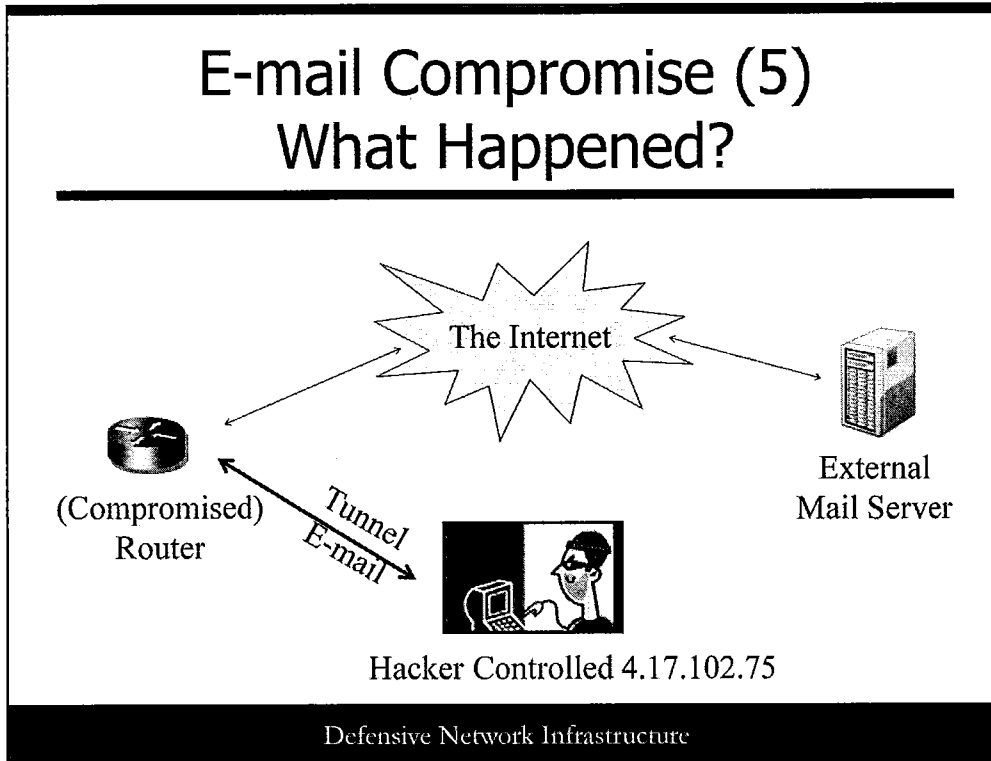 E-mail Compromise (5)
What Happened?
The Internet
(Compromised)
Router
Tunnel
E-mail
External
Mail Server
Hacker Controlled 4.17.102.75
Defensive Network Infrastructure